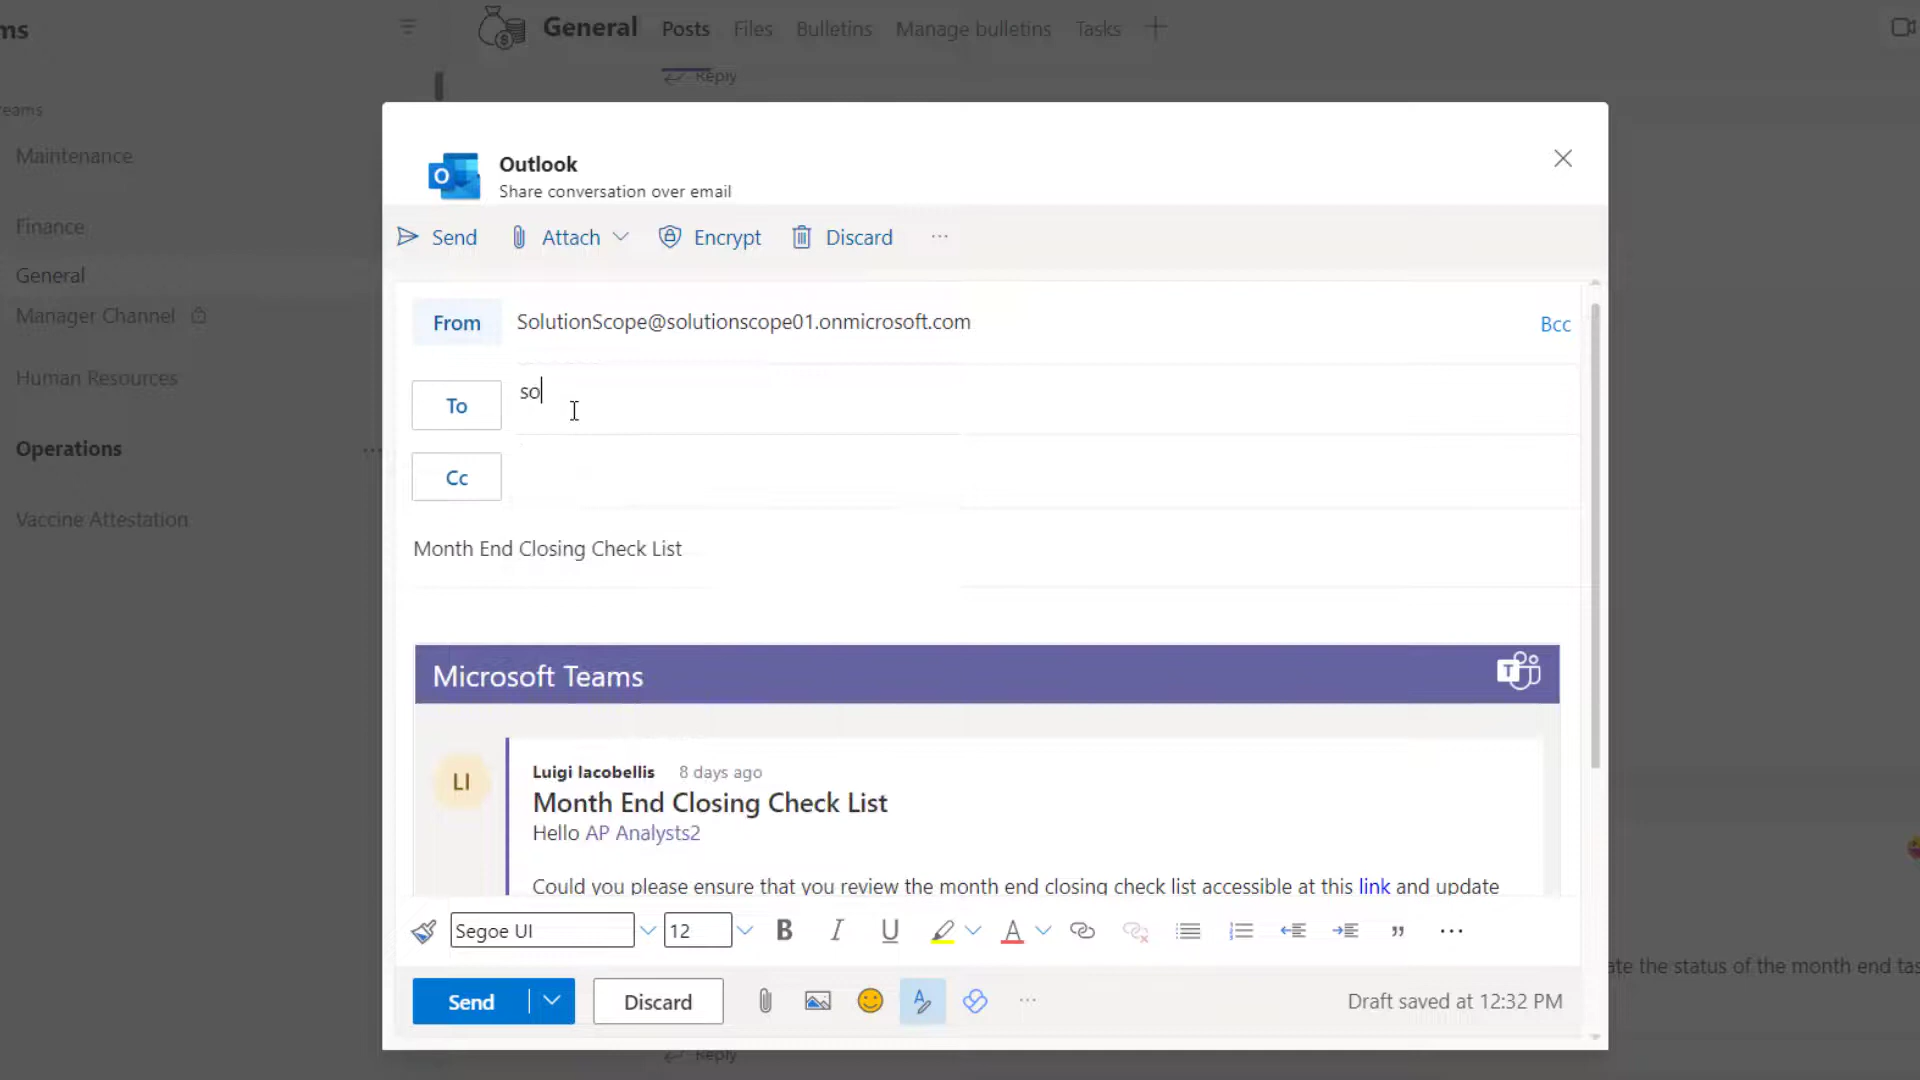 ms
General Posts Files Bulletins Manage bulletins Tasks
Reply
Maintenance
Finance
General
Manager Channel
Human Resources
Operations
Vaccine Attestation
Outlook
Share conversation over email
Send Attach Encrypt Discard
From SolutionScope@solutionscope01.onmicrosoft.com Bcc
To so
Cc
Month End Closing Check List
Microsoft Teams
LI Luigi Iacobellis 8 days ago
Month End Closing Check List
Hello AP Analysts2
Could you please ensure that you review the month end closing check list accessible at this link and update
Segoe UI 12 B I U A
ate the status of the month end tas
Send Discard Draft saved at 12:32 PM
Reply